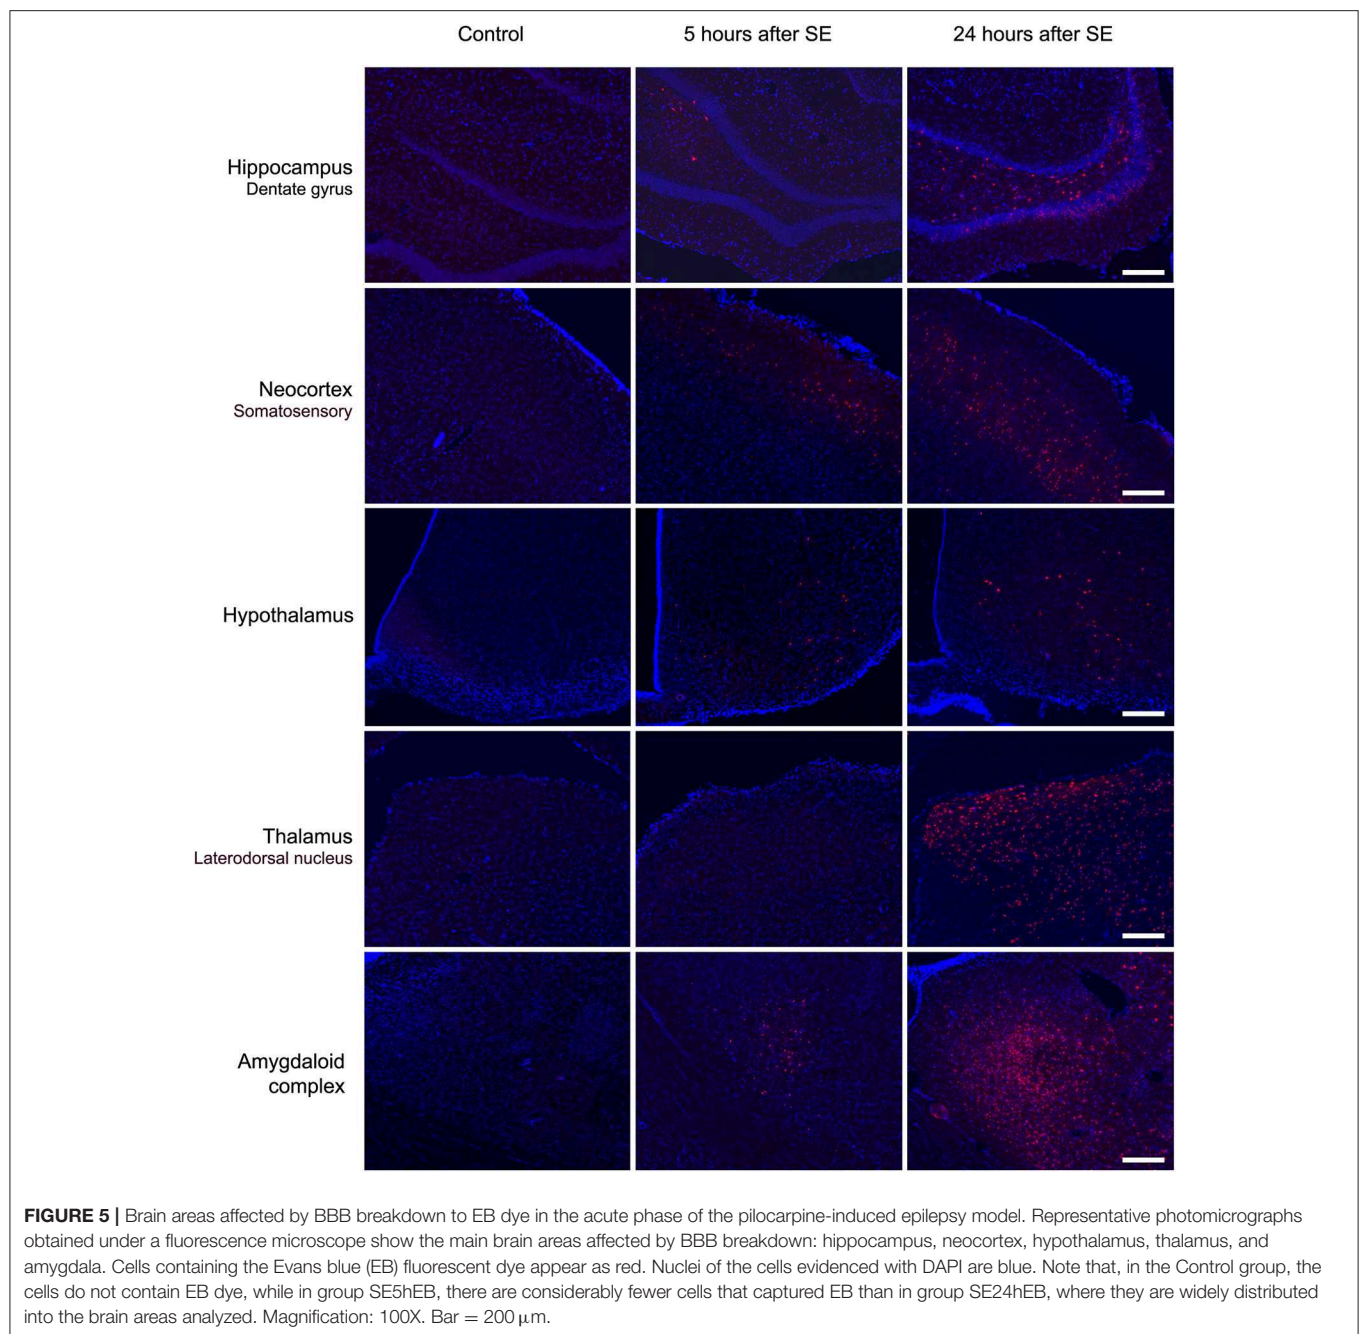 Control 5 hours after SE 24 hours after SE
Hippocampus
Dentate gyrus
Neocortex
Somatosensory
Hypothalamus
Thalamus
Laterodorsal nucleus
Amygdaloid
complex
FIGURE 5 | Brain areas affected by BBB breakdown to EB dye in the acute phase of the pilocarpine-induced epilepsy model. Representative photomicrographs
obtained under a fluorescence microscope show the main brain areas affected by BBB breakdown: hippocampus, neocortex, hypothalamus, thalamus, and
amygdala. Cells containing the Evans blue (EB) fluorescent dye appear as red. Nuclei of the cells evidenced with DAPI are blue. Note that, in the Control group, the
cells do not contain EB dye, while in group SE5hEB, there are considerably fewer cells that captured EB than in group SE24hEB, where they are widely distributed
into the brain areas analyzed. Magnification: 100X. Bar = 200 μm.